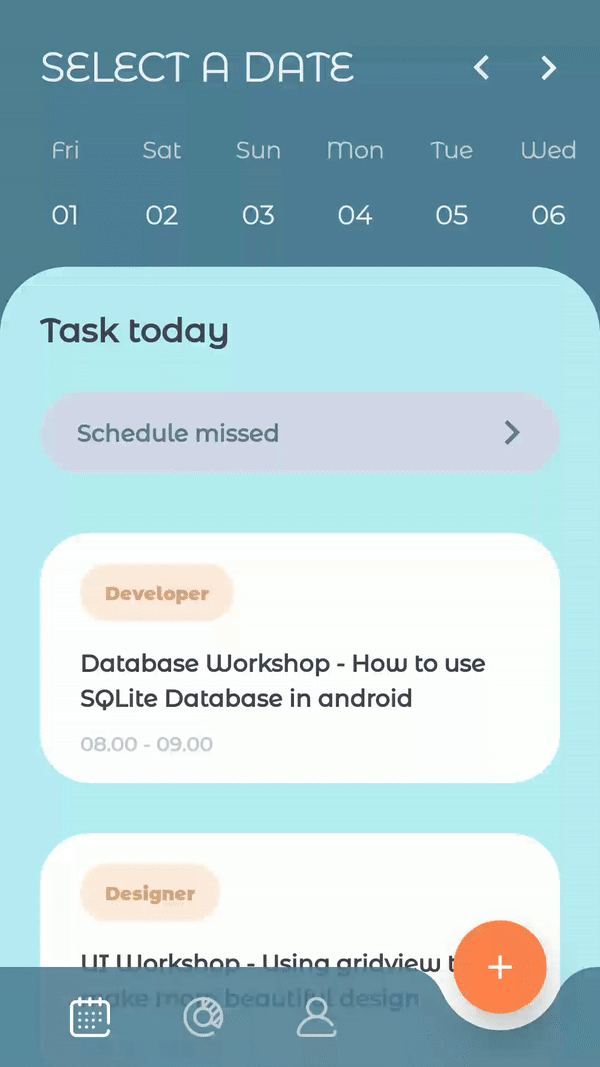 SELECT A DATE
Fri Sat Sun Mon Tue Wed
01 02 03 04 05 06
Task today
Schedule missed
Developer
Database Workshop - How to use
SQLite Database in android
08.00 - 09.00
Designer
UI Workshop - Using gridview
make more beautiful design